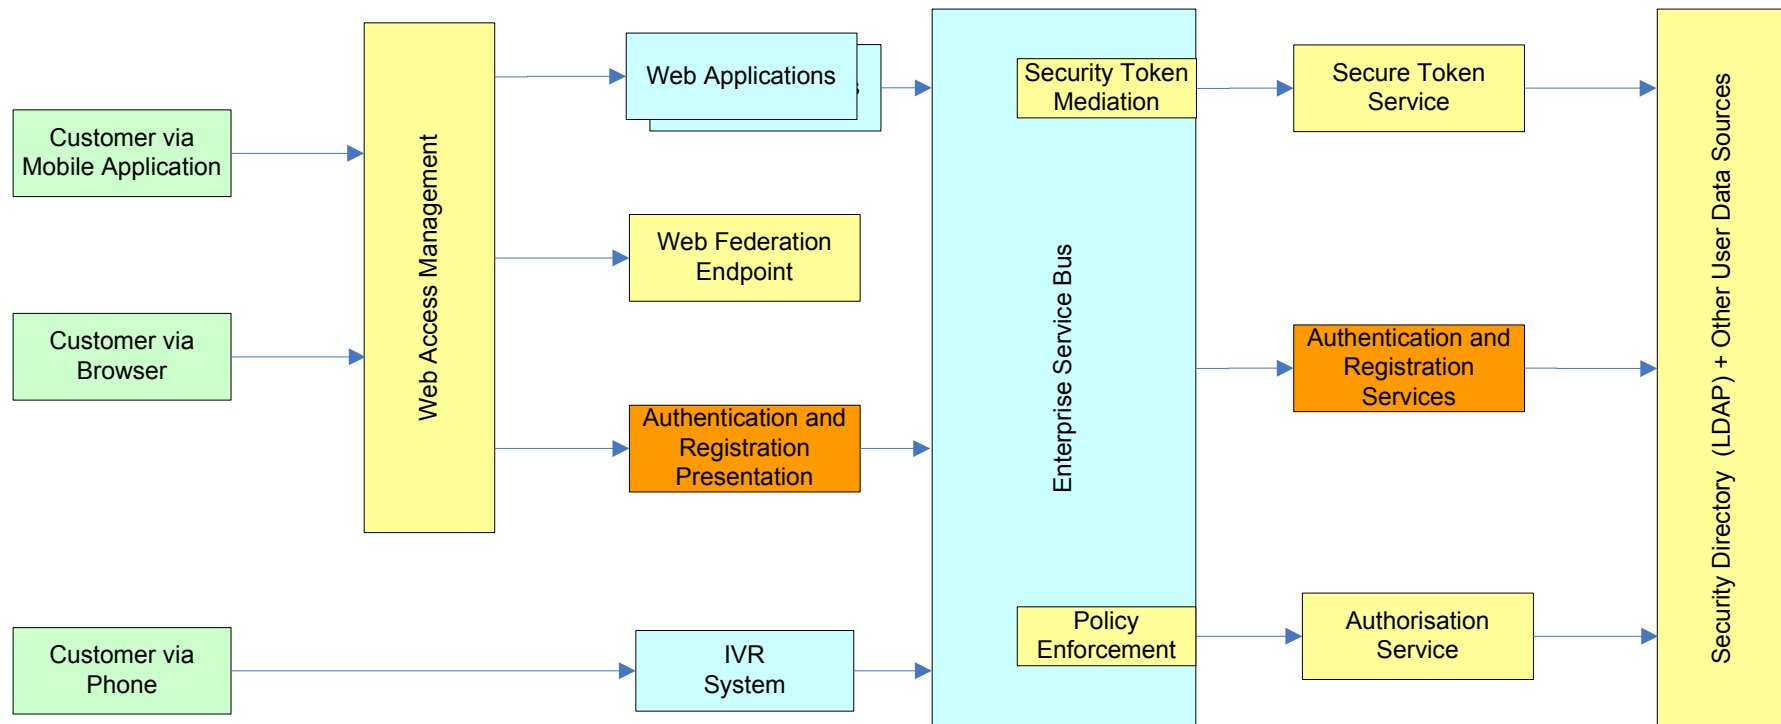 Customer via
Mobile Application
Customer via
Browser
Customer via
Phone
Web Access Management
Web Applications
s
Web Federation
Endpoint
Authentication and
Registration
Presentation
IVR
System
Enterprise Service Bus
Security Token
Mediation
Policy
Enforcement
Secure Token
Service
Authentication and
Registration
Services
Authorisation
Service
Security Directory (LDAP) + Other User Data Sources